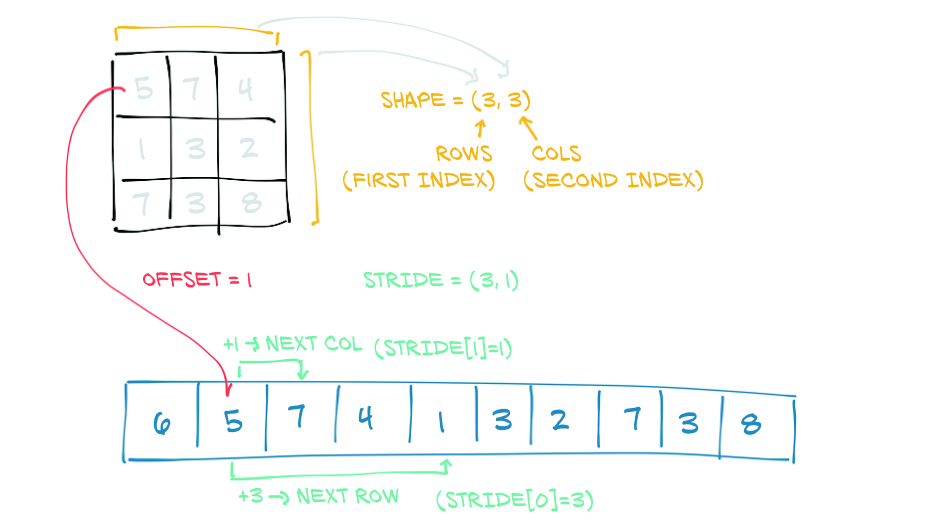 5 7 4
SHAPE = (3, 3)
1 3 2
ROWS COLS
(FIRST INDEX) (SECOND INDEX)
7 3 8
OFFSET = 1
STRIDE = (3, 1)
+1 → NEXT COL (STRIDE[1]=1)
6 5 7 4 1 3 2 7 3 8
+3 → NEXT ROW (STRIDE[0]=3)